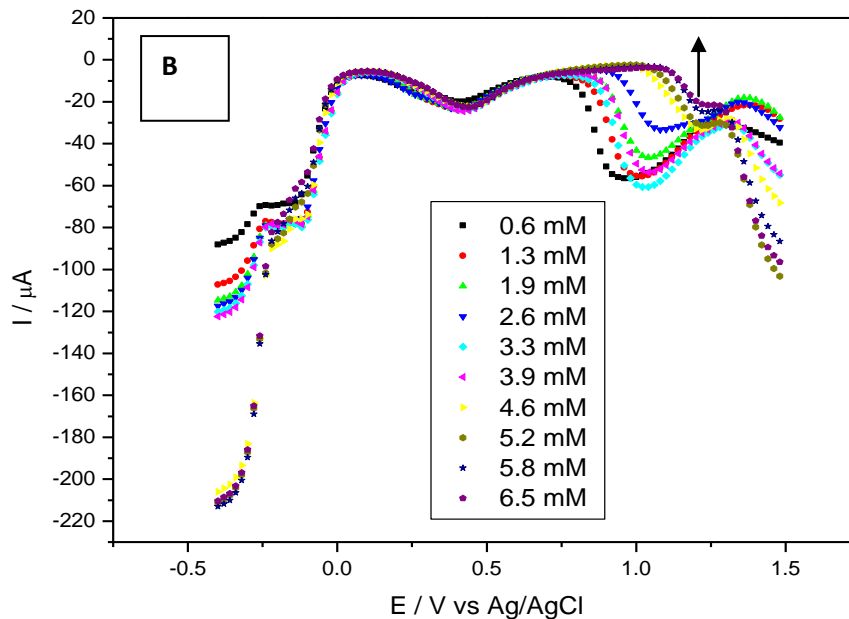 B
20
0
-20
-40
-60
-80
-100
-120
-140
-160
-180
-200
-220
I / μA
0.6 mM
1.3 mM
1.9 mM
2.6 mM
3.3 mM
3.9 mM
4.6 mM
5.2 mM
5.8 mM
6.5 mM
-0.5
0.0
0.5
1.0
1.5
E / V vs Ag/AgCl